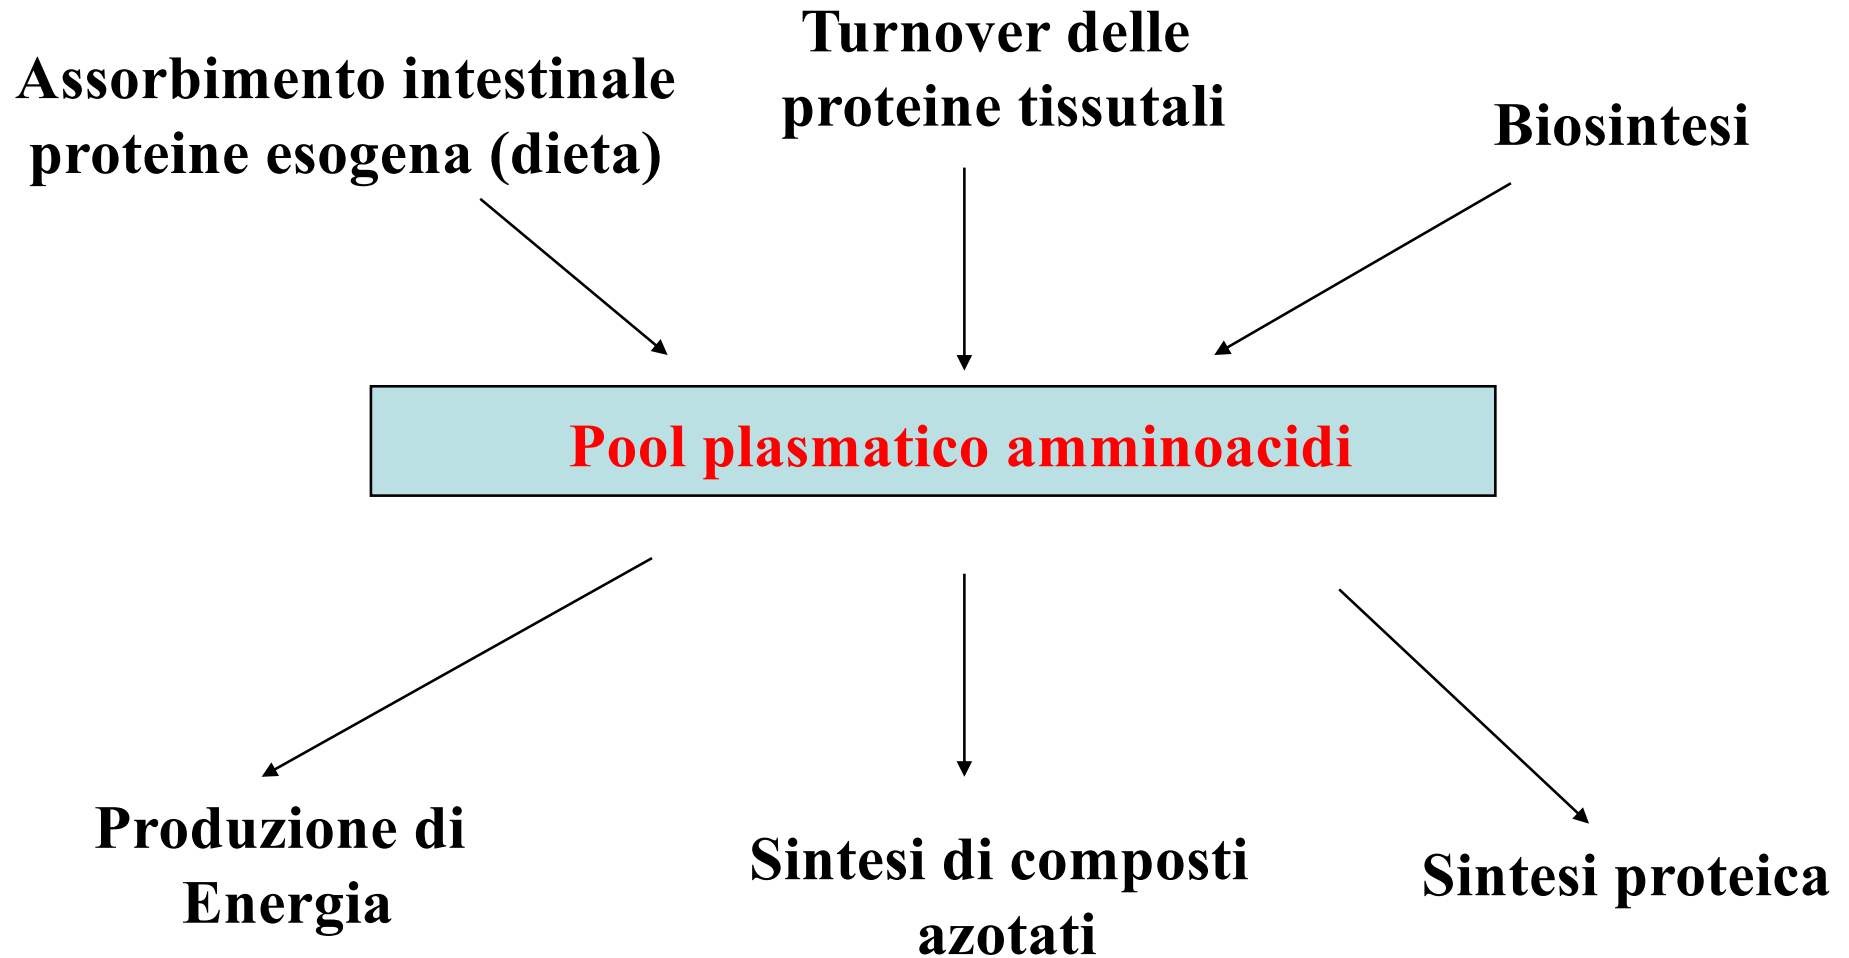 Assorbimento intestinale
proteine esogena (dieta)
Turnover delle
proteine tissutali
Biosintesi
Pool plasmatico amminoacidi
Produzione di
Energia
Sintesi di composti
azotati
Sintesi proteica